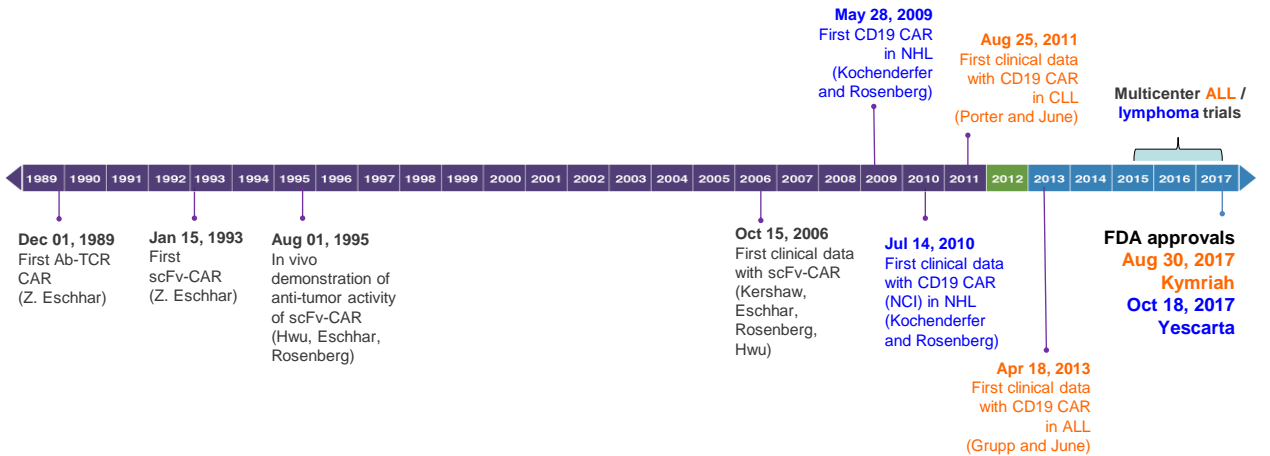 May 28, 2009
First CD19 CAR
in NHL
(Kochenderfer
and Rosenberg)
Aug 25, 2011
First clinical data
with CD19 CAR
in CLL
(Porter and June)
Multicenter ALL /
lymphoma trials
1989 1990 1991 1992 1993 1994 1995 1996 1997 1998 1999 2000 2001 2002 2003 2004 2005 2006 2007 2008 2009 2010 2011 2012 2013 2014 2015 2016 2017
Dec 01, 1989
First Ab-TCR
CAR
(Z. Eschhar)
Jan 15, 1993
First
scFv-CAR
(Z. Eschhar)
Aug 01, 1995
In vivo
demonstration of
anti-tumor activity
of scFv-CAR
(Hwu, Eschhar,
Rosenberg)
Oct 15, 2006
First clinical data
with scFv-CAR
(Kershaw,
Eschhar,
Rosenberg,
Hwu)
Jul 14, 2010
First clinical data
with CD19 CAR
(NCI) in NHL
(Kochenderfer
and Rosenberg)
Apr 18, 2013
First clinical data
with CD19 CAR
in ALL
(Grupp and June)
FDA approvals
Aug 30, 2017
Kymriah
Oct 18, 2017
Yescarta